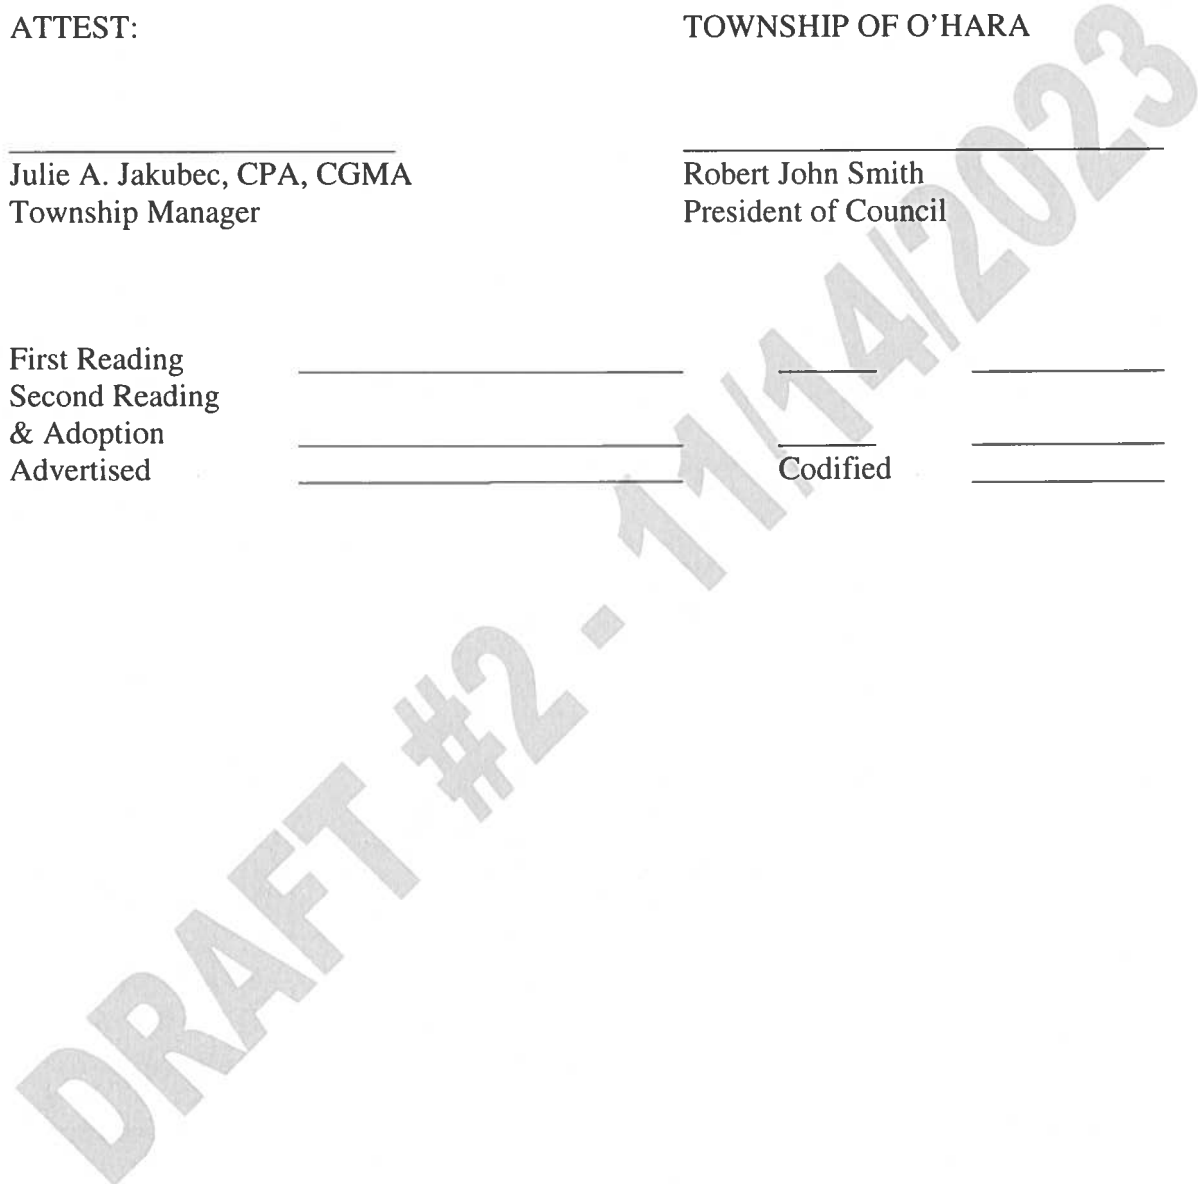 ATTEST: TOWNSHIP OF O'HARA
Julie A. Jakubec, CPA, CGMA Robert John Smith
Township Manager President of Council
First Reading
Second Reading
& Adoption
Advertised Codified
DRAFT #2 - 11/14/2023